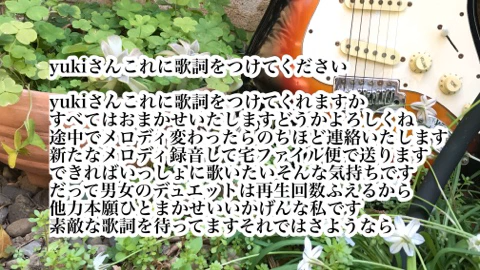 yukiさんこれに歌詞をつけてください
yukiさんこれに歌詞をつけてくれますか
すべてはおまかせいたしますどうかよろしくね
途中でメロディ変わったらのちほど連絡いたします
新たなメロディ録音して宅ファイル便で送ります
できればいっしょに歌いたいそんな気持ちです
だって男女のデュエットは再生回数ふえるから
他力本願ひとまかせいいかげんな私です
素敵な歌詞を待ってますそれではさようなら